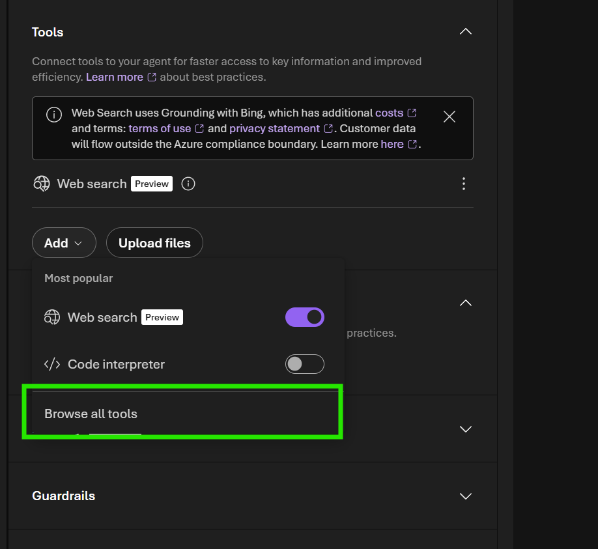 Tools
Connect tools to your agent for faster access to key information and improved
efficiency. Learn more about best practices.
Web Search uses Grounding with Bing, which has additional costs
and terms: terms of use and privacy statement. Customer data
will flow outside the Azure compliance boundary. Learn more here.
Web search Preview
Add
Upload files
Most popular
Web search Preview
practices.
Code interpreter
Browse all tools
Guardrails